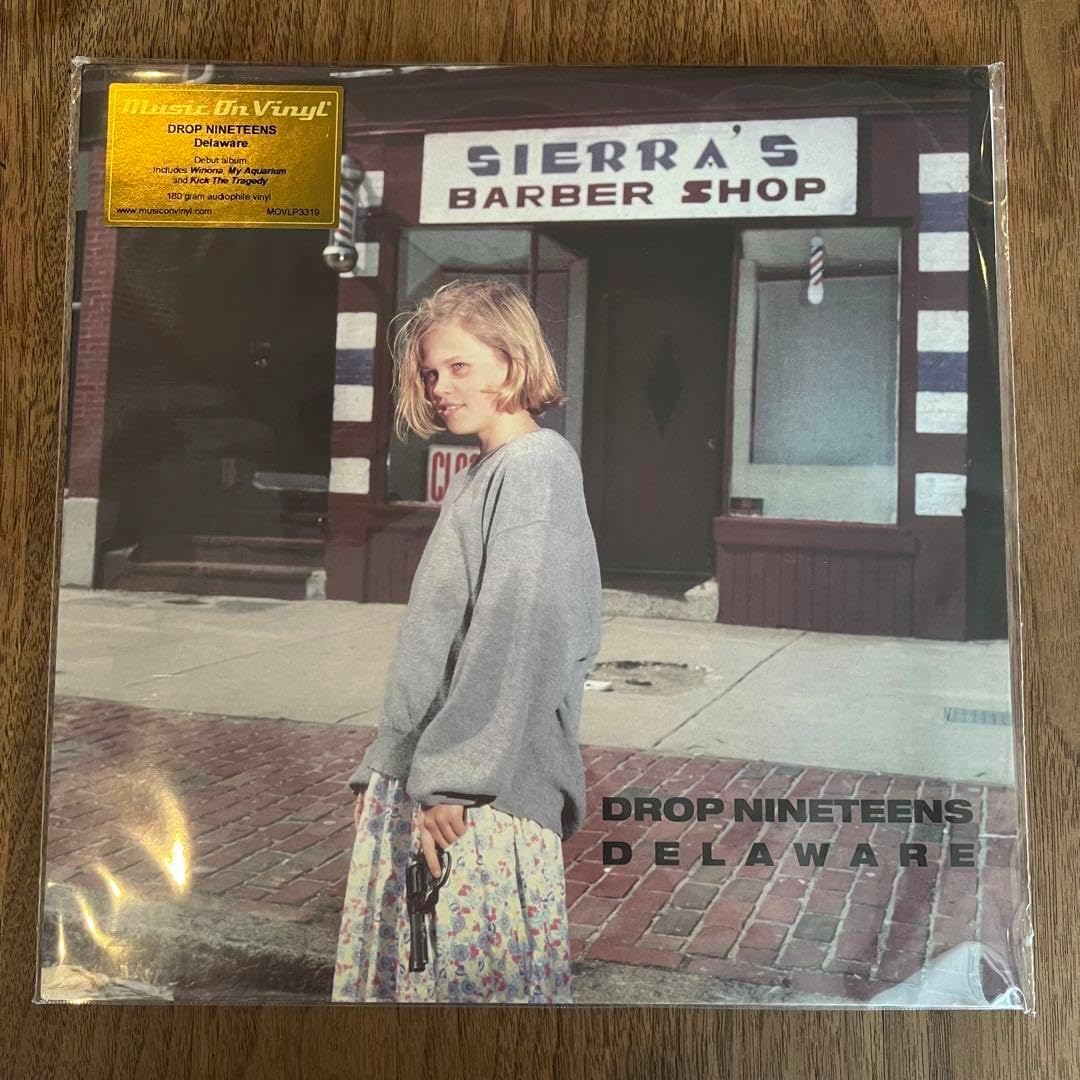 Music On Vinyl
DROP NINETEENS
Delaware
Debut album
Includes Winona, My Aquarium
and Kick The Tragedy
180 gram audiophile vinyl
www.musiconvinyl.com MOVLP3319
SIERRA'S
BARBER SHOP
CLOS
DROP NINETEENS
DELAWARE